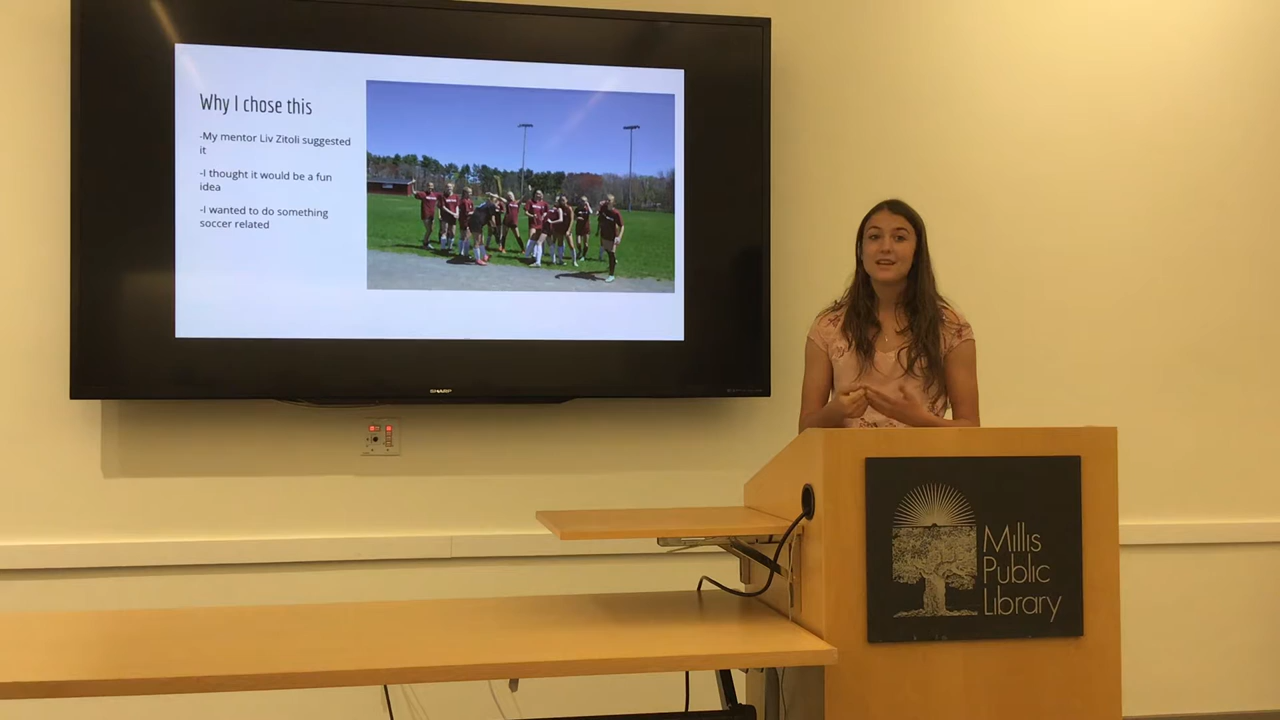 Why I chose this
-My mentor Liv Zitoli suggested
it
-I thought it would be a fun
idea
-I wanted to do something
soccer related
SHARP
Millis
Public
Library